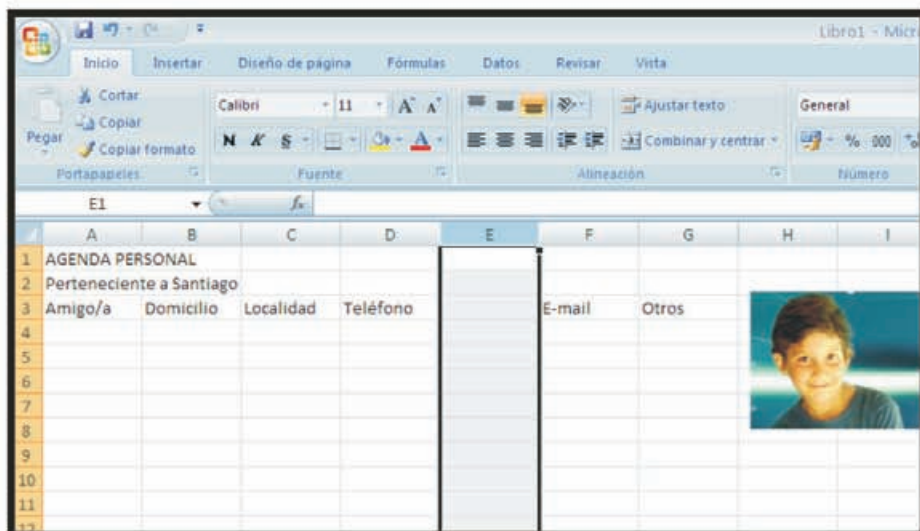 Libro1 - Micr
Inicio Insertar Diseño de página Fórmulas Datos Revisar Vista
Pegar
Cortar
Copiar
Copiar formato
Portapapeles
Calibri 11 A A
N K S A
Fuente
Ajustar texto
Combinar y centrar
Alineación
General
% 000
Número
E1 fx
A B C D E F G H I
1 AGENDA PERSONAL
2 Perteneciente a Santiago
3 Amigo/a Domicilio Localidad Teléfono E-mail Otros
4
5
6
7
8
9
10
11
12